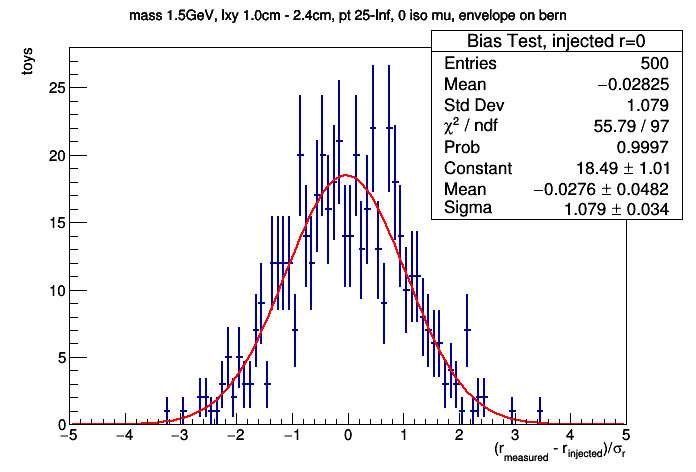 mass 1.5GeV, lxy 1.0cm - 2.4cm, pt 25-Inf, 0 iso mu, envelope on bern
Bias Test, injected r=0
Entries 500
Mean −0.02825
Std Dev 1.079
χ² / ndf 55.79 / 97
Prob 0.9997
Constant 18.49 ± 1.01
Mean −0.0276 ± 0.0482
Sigma 1.079 ± 0.034
toys
25
20
15
10
5
0
−5 −4 −3 −2 −1 0 1 2 3 4 5
(r_measured - r_injected)/σ_r